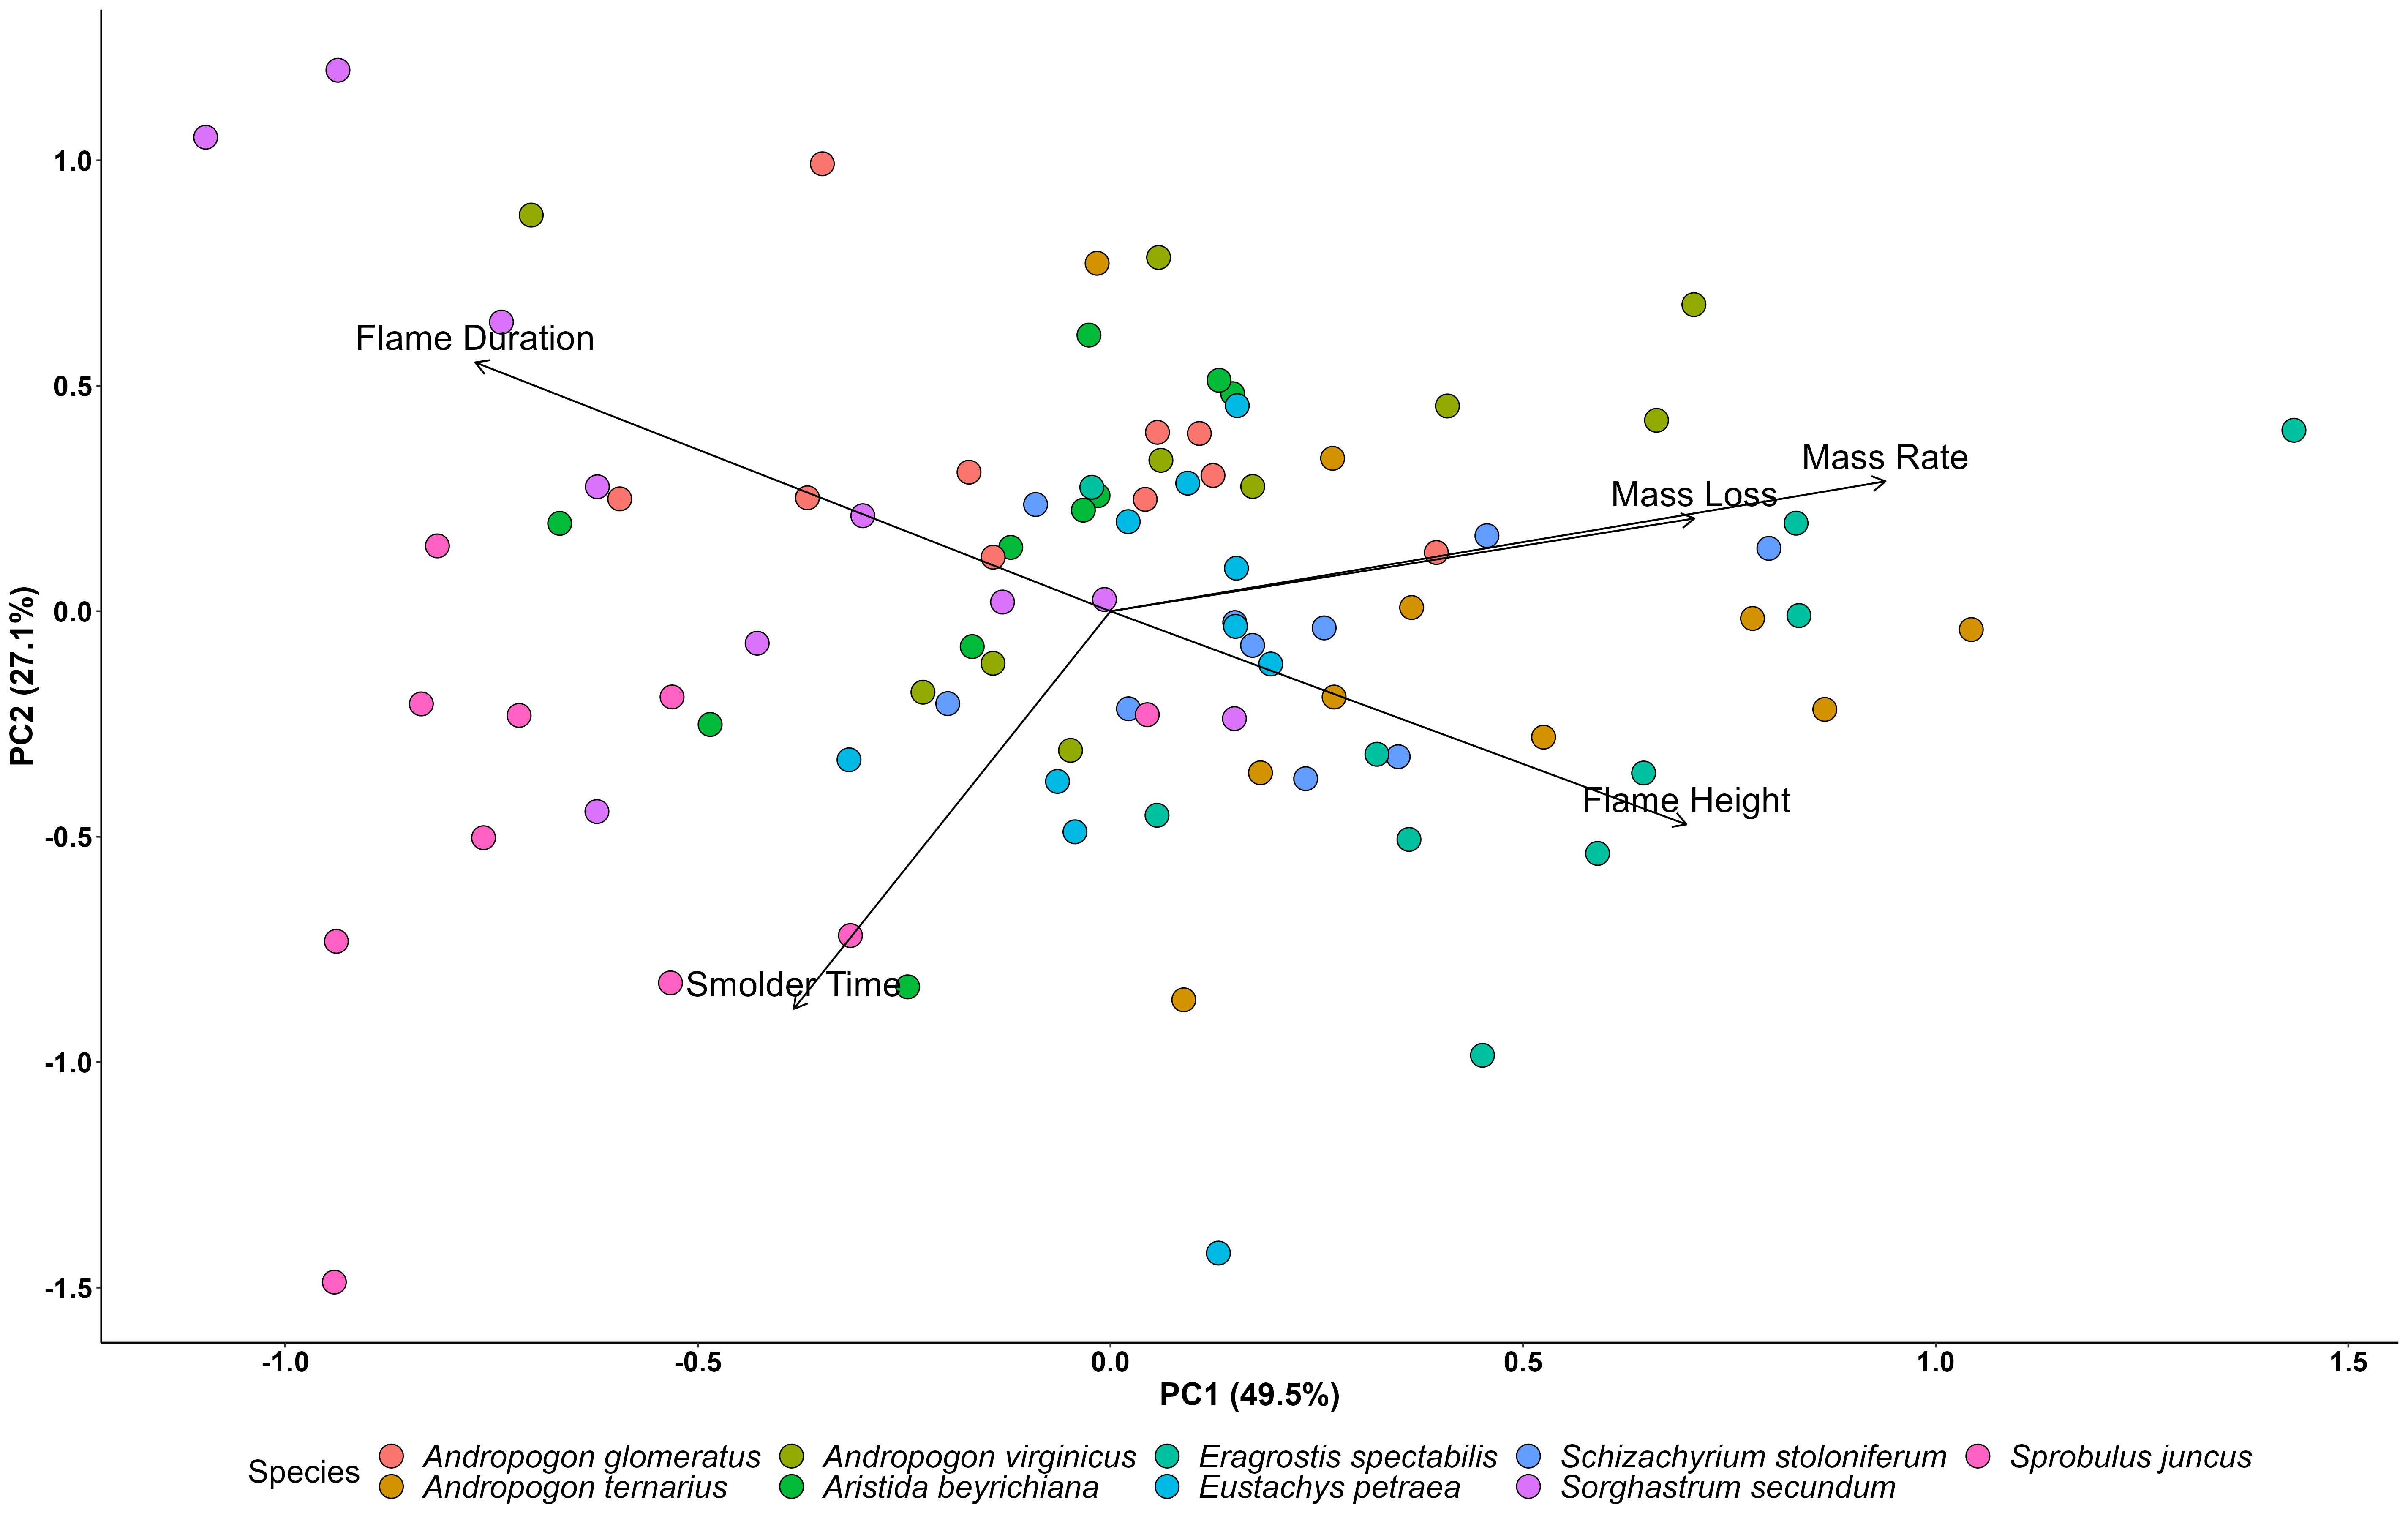 1.0
Flame Duration
0.5
Mass Rate
Mass Loss
0.0
PC2 (27.1%)
Flame Height
-0.5
Smolder Time
-1.0
-1.5
-1.0 -0.5 0.0 0.5 1.0 1.5
PC1 (49.5%)
Species
Andropogon glomeratus Andropogon virginicus Eragrostis spectabilis Schizachyrium stoloniferum Sprobulus juncus
Andropogon ternarius Aristida beyrichiana Eustachys petraea Sorghastrum secundum